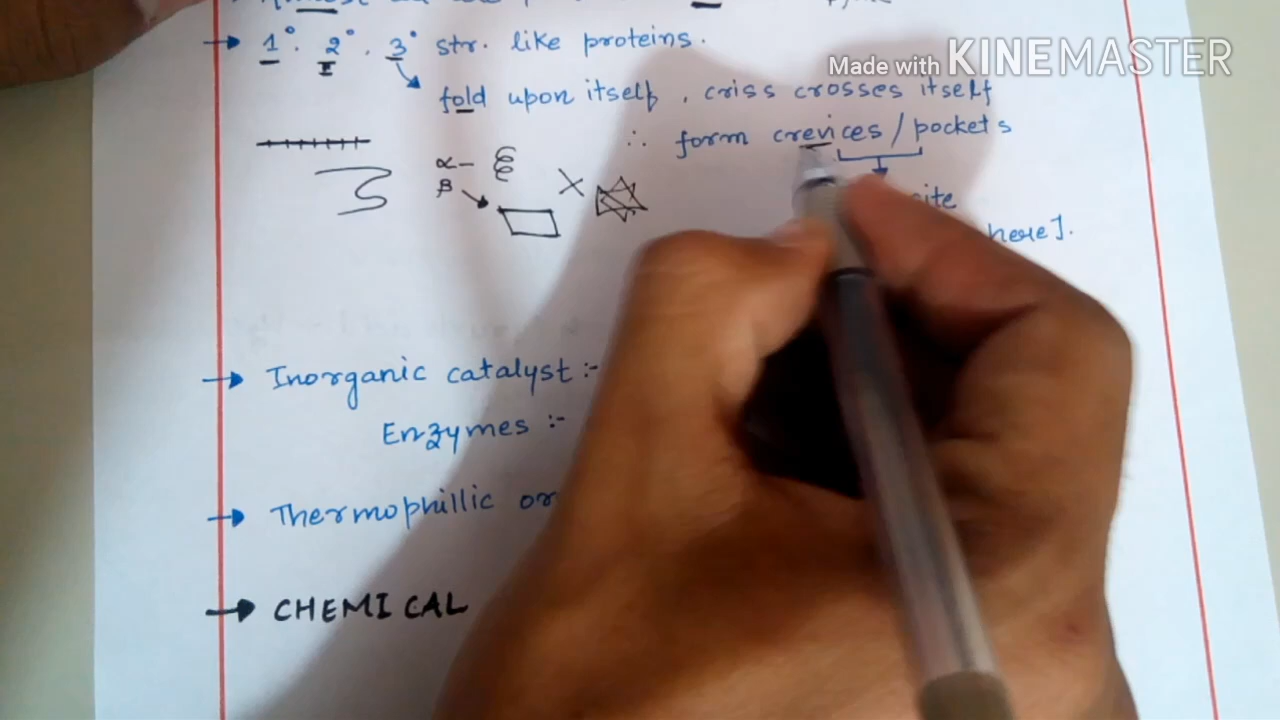 Made with KINEMASTER
→ 1°. 2°. 3° str. like proteins.
fold upon itself, criss crosses itself
∴ form crevices / pockets
α –
β
site
here].
→ Inorganic catalyst :-
Enzymes :-
→ Thermophillic or
→ CHEMICAL